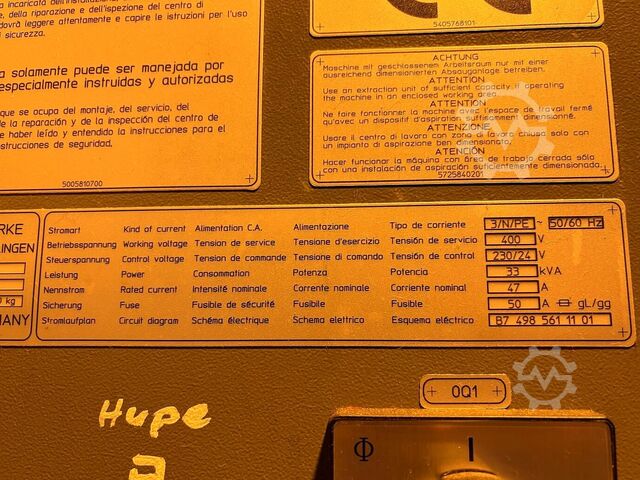 a incaricata dell'installazione,
e, della riparazione e dell'ispezione del centro di
dovrà leggere attentamente e capire le istruzioni per l'uso
i sicurezza.
a solamente puede ser manejada por
especialmente instruidas y autorizadas
que se ocupa del montaje, del servicio, del
de la reparación y de la inspección del centro de
e haber leído y entendido la instrucciones para el
strucciones de seguridad.
5005810700
CE
5405768101
ACHTUNG
Maschine mit geschlossenem Arbeitsraum nur mit einer
ausreichend dimensionierten Absauganlage betreiben.
ATTENTION
Use an extraction unit of sufficient capacity if operating
the machine in an enclosed working area.
ATTENTION
Ne faire fonctionner la machine avec l'espace de travail fermé
qu'avec un dispositif d'aspiration suffisamment dimensionné.
ATTENZIONE
Usare il centro di lavoro con zona di lavoro chiusa solo con
un impianto di aspirazione ben dimensionato.
ATENCIÓN
Hacer funcionar la máquina con área de trabajo cerrada sólo
con una instalación de aspiración suficientemente dimensionada.
5725840201
RKE
LINGEN
kg
MANY
Stromart Kind of current Alimentation C.A. Alimentazione Tipo de corriente 3/N/PE ~ 50/60 Hz
Betriebsspannung Working voltage Tension de service Tensione d'esercizio Tensión de servicio 400 V
Steuerspannung Control voltage Tension de commande Tensione di comando Tensión de control 230/24 V
Leistung Power Consommation Potenza Potencia 33 kVA
Nennstrom Rated current Intensité nominale Corrente nominale Corriente nominal 47 A
Sicherung Fuse Fusible de sécurité Fusibile Fusible 50 A gL/gg
Stromlaufplan Circuit diagram Schéma électrique Schema elettrico Esquema eléctrico 87 498 561 11 01
0Q1
Hupe
I